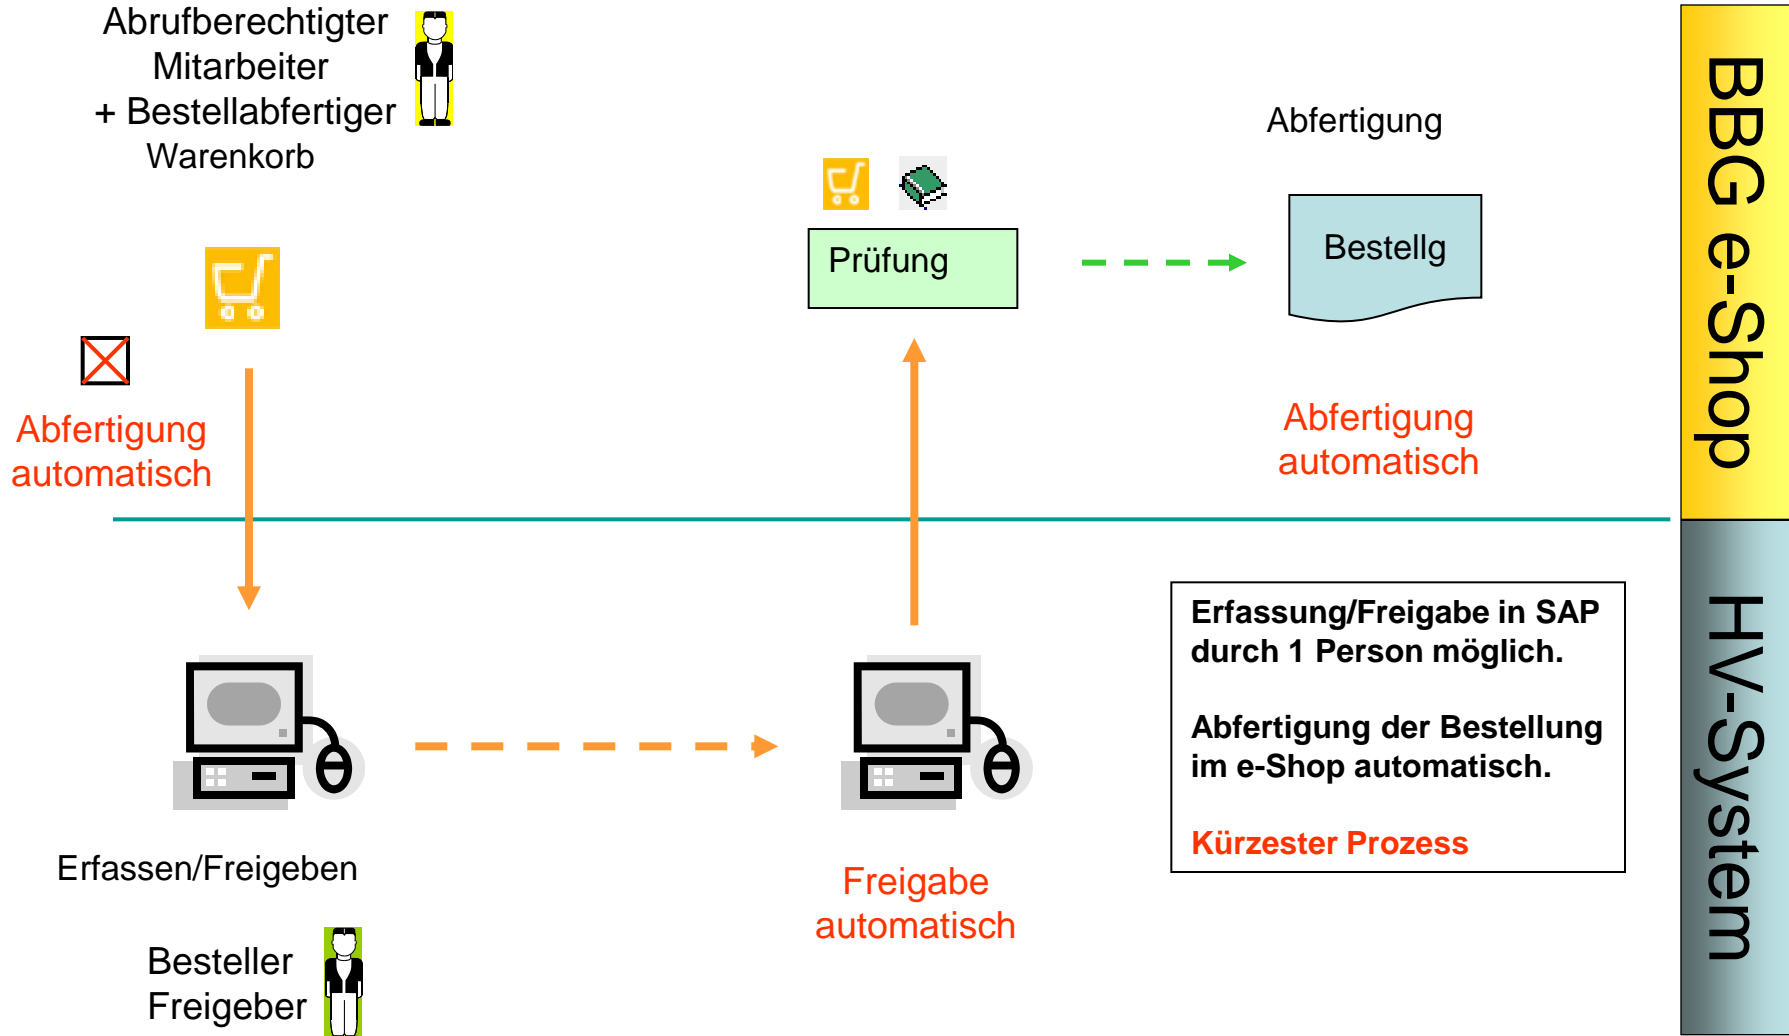 Abrufberechtigter
Mitarbeiter
+ Bestellabfertiger
Warenkorb
Abfertigung
automatisch
Prüfung
Abfertigung
Bestellg
Abfertigung
automatisch
BBG e-Shop
Erfassen/Freigeben
Besteller
Freigeber
Freigabe
automatisch
Erfassung/Freigabe in SAP
durch 1 Person möglich.
Abfertigung der Bestellung
im e-Shop automatisch.
Kürzester Prozess
HV-System